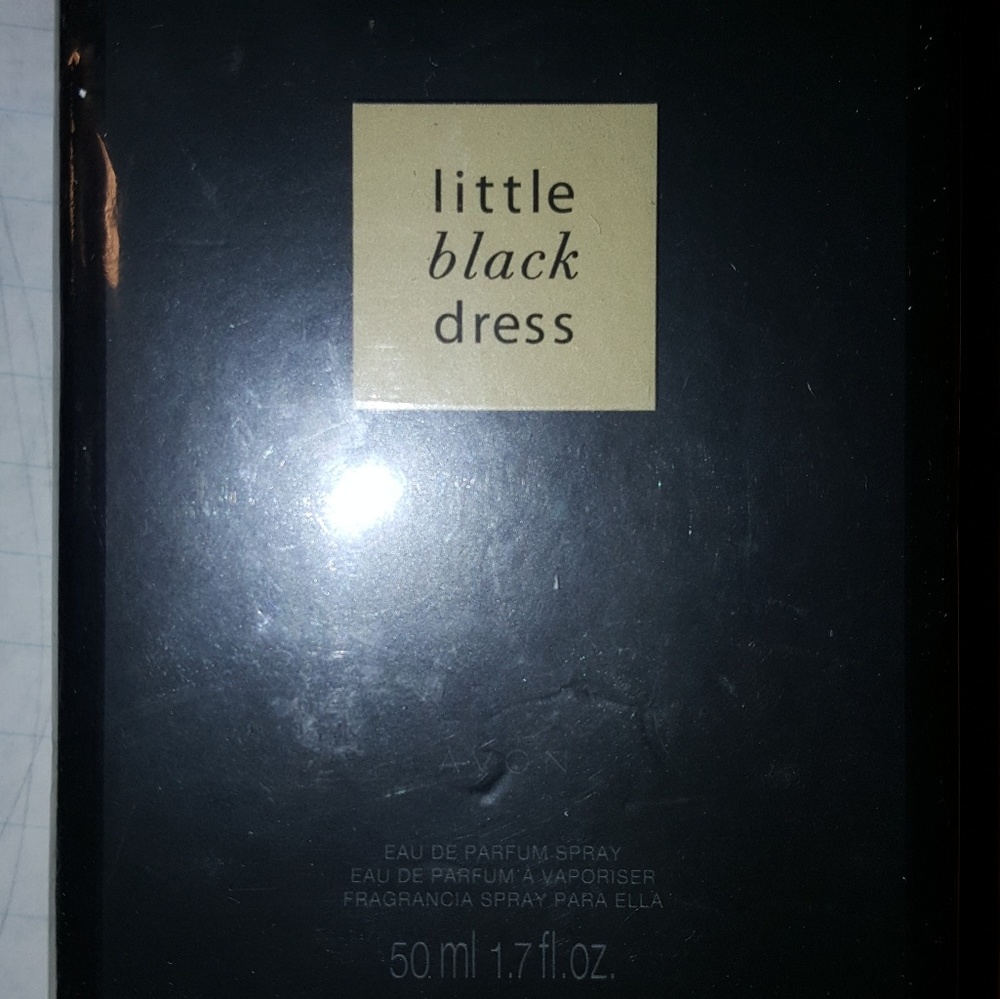 little
black
dress
AVON
EAU DE PARFUM SPRAY
EAU DE PARFUM À VAPORISER
FRAGRANCIA SPRAY PARA ELLA
50 ml 1.7 fl.oz.